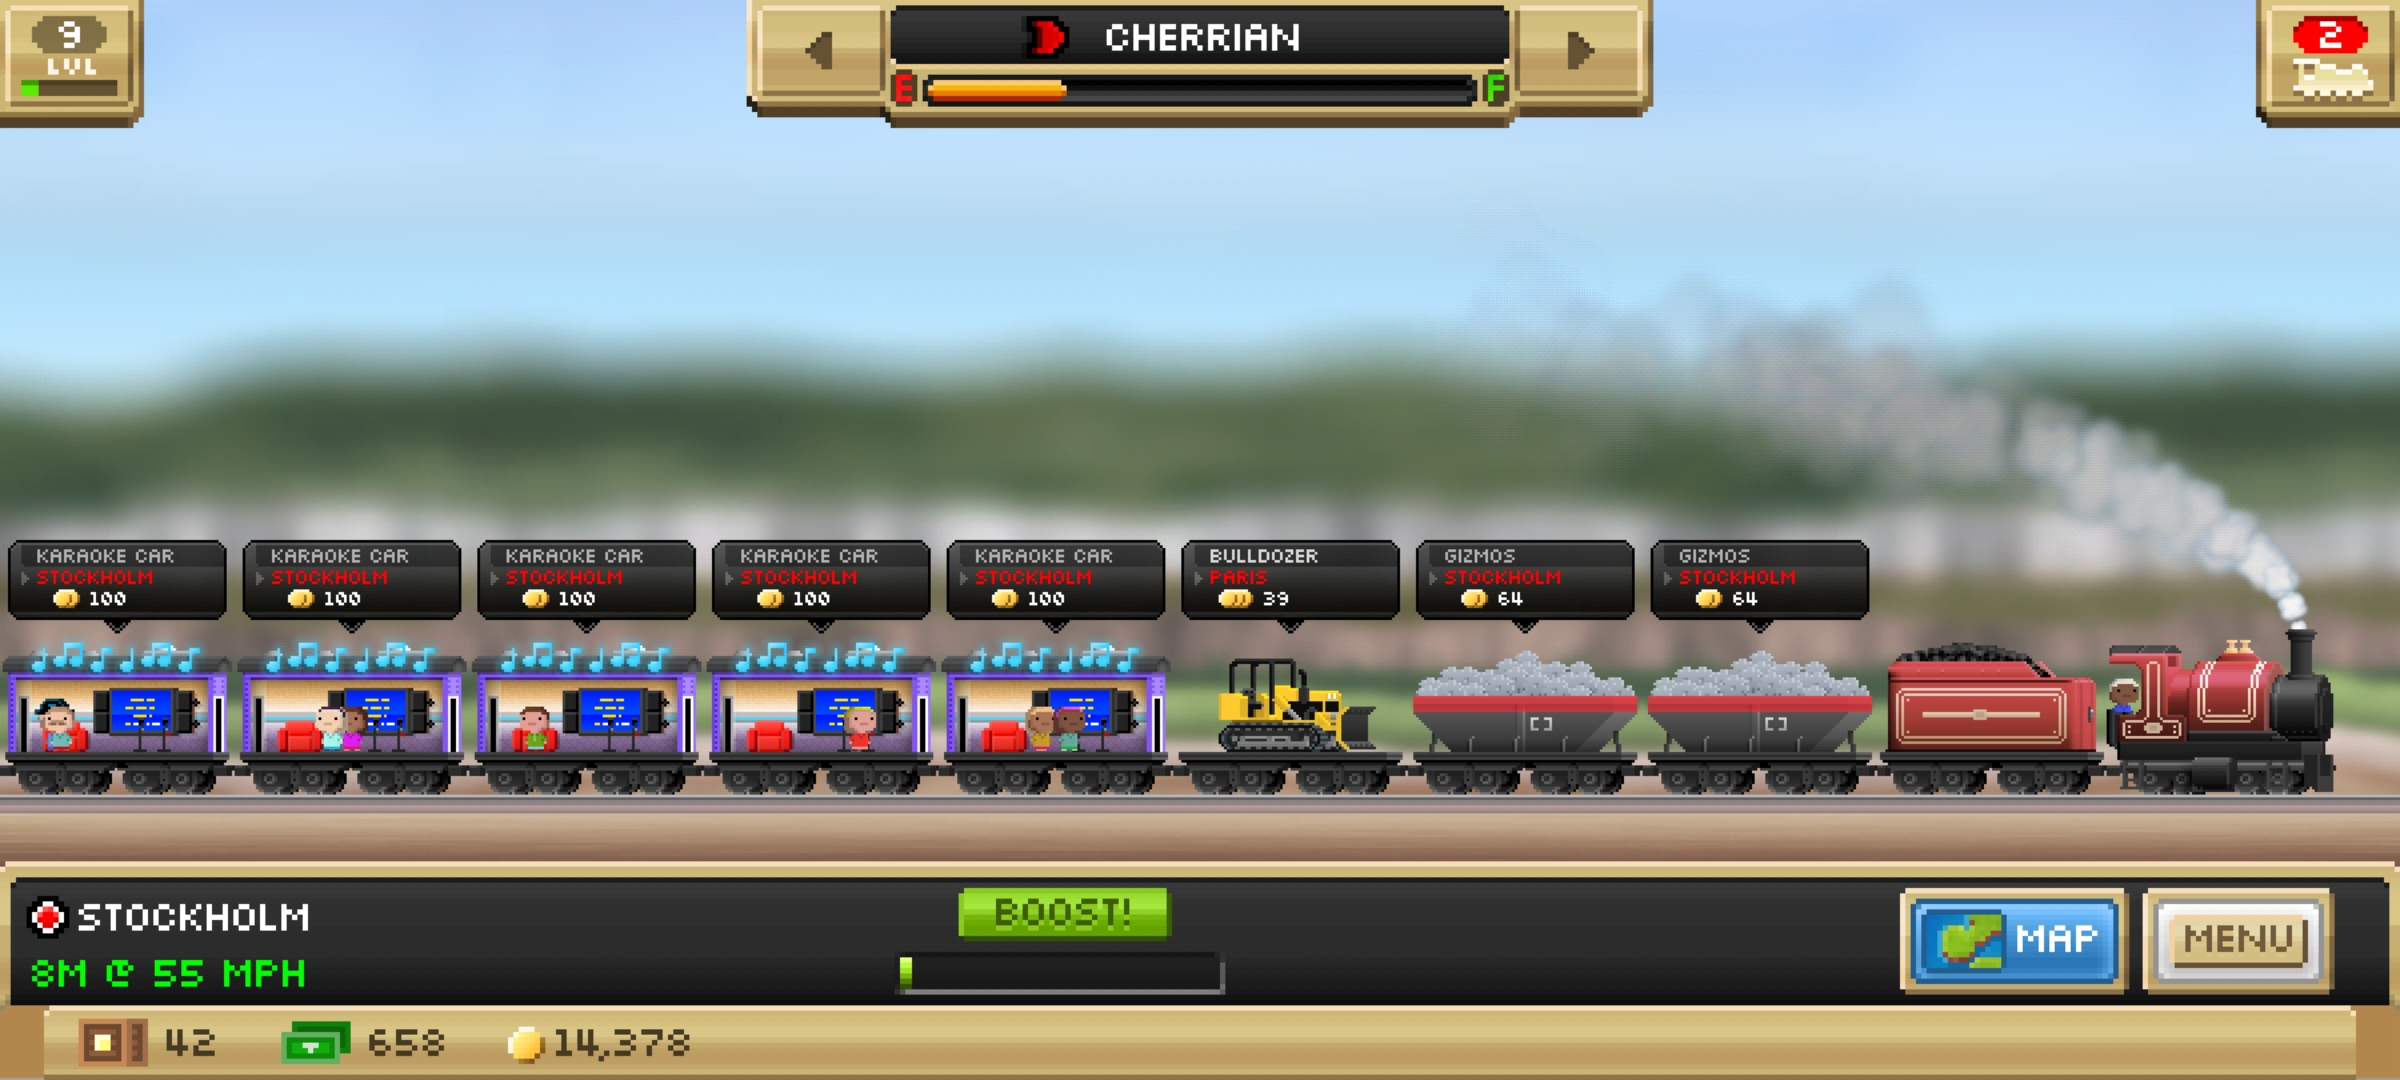 9
LVL
CHERRIAN
E
F
2
KARAOKE CAR
STOCKHOLM
100
KARAOKE CAR
STOCKHOLM
100
KARAOKE CAR
STOCKHOLM
100
KARAOKE CAR
STOCKHOLM
100
KARAOKE CAR
STOCKHOLM
100
BULLDOZER
PARIS
39
GIZMOS
STOCKHOLM
64
GIZMOS
STOCKHOLM
64
STOCKHOLM
8M @ 55 MPH
BOOST!
MAP
MENU
42
658
14,378